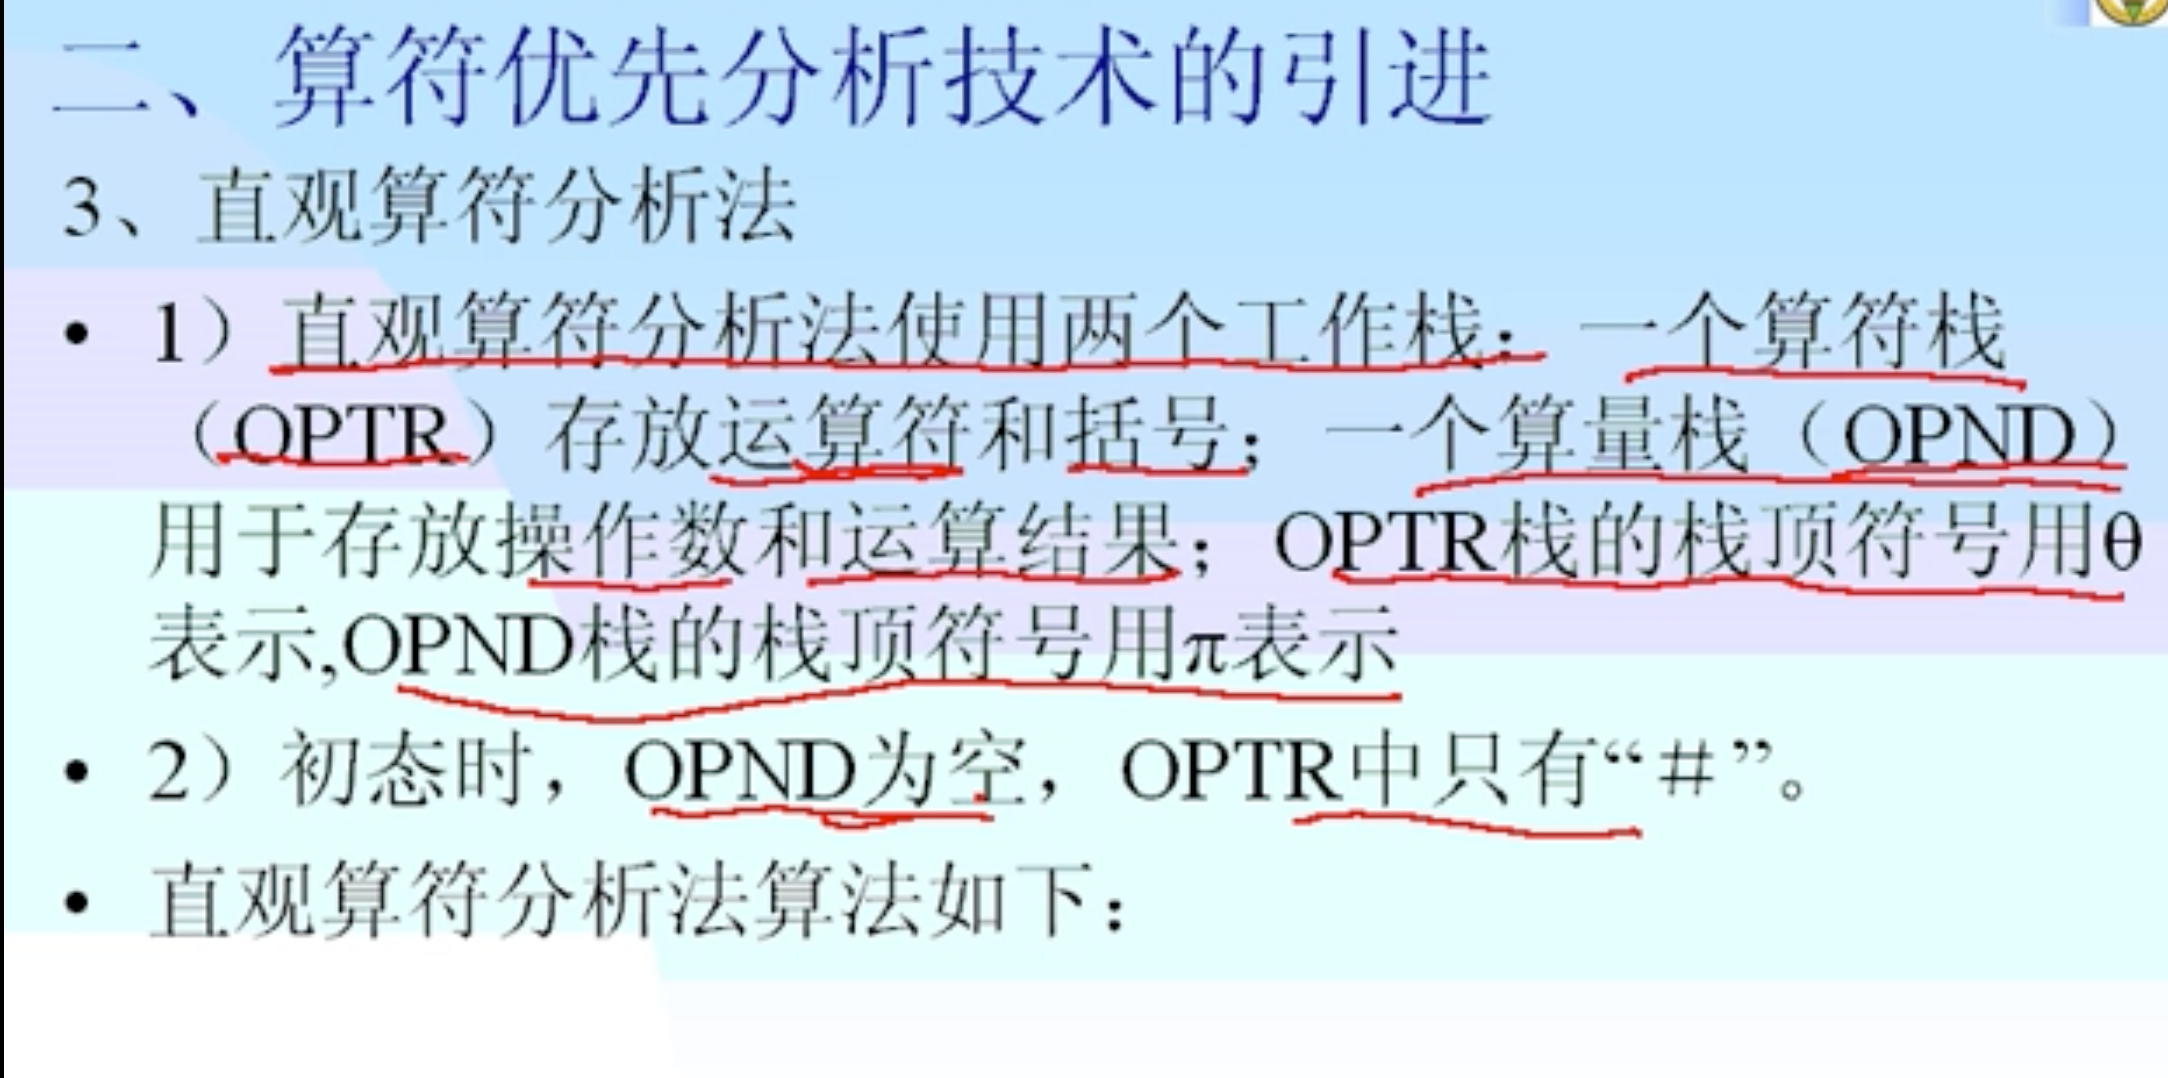 二、算符优先分析技术的引进
3、直观算符分析法
• 1）直观算符分析法使用两个工作栈：一个算符栈
（OPTR）存放运算符和括号；一个算量栈（OPND）
用于存放操作数和运算结果；OPTR栈的栈顶符号用θ
表示,OPND栈的栈顶符号用π表示
• 2）初态时，OPND为空，OPTR中只有“＃”。
• 直观算符分析法算法如下：